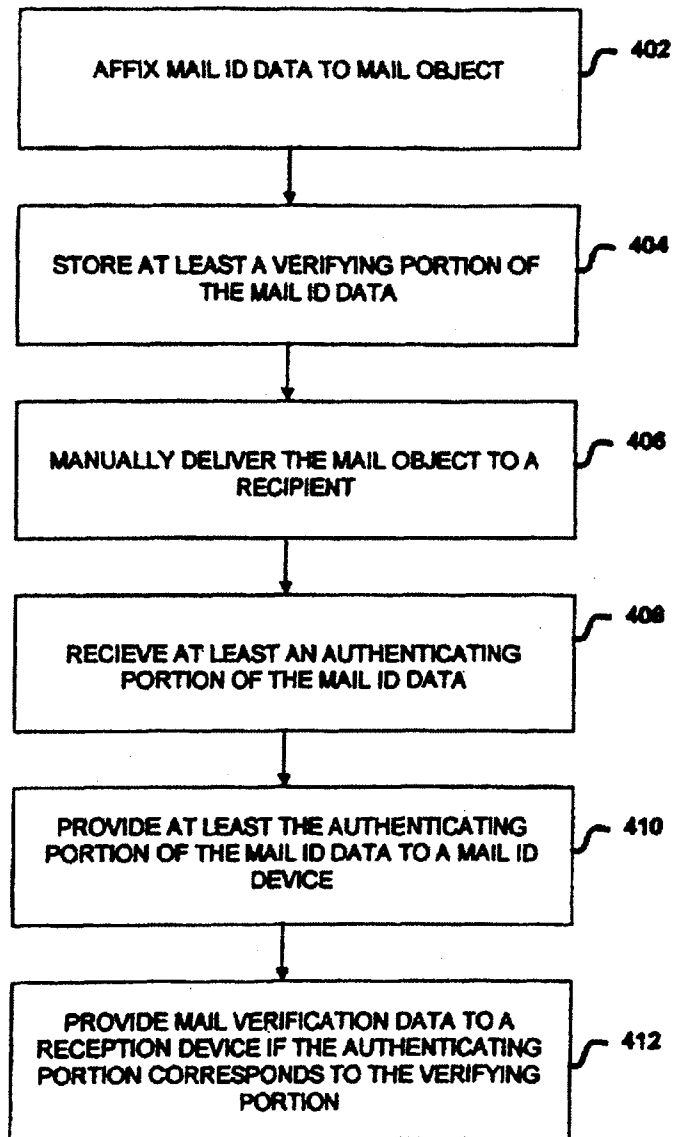 AFFIX MAIL ID DATA TO MAIL OBJECT
402
STORE AT LEAST A VERIFYING PORTION OF
THE MAIL ID DATA
404
MANUALLY DELIVER THE MAIL OBJECT TO A
RECIPIENT
406
RECIEVE AT LEAST AN AUTHENTICATING
PORTION OF THE MAIL ID DATA
408
PROVIDE AT LEAST THE AUTHENTICATING
PORTION OF THE MAIL ID DATA TO A MAIL ID
DEVICE
410
PROVIDE MAIL VERIFICATION DATA TO A
RECEPTION DEVICE IF THE AUTHENTICATING
PORTION CORRESPONDS TO THE VERIFYING
PORTION
412